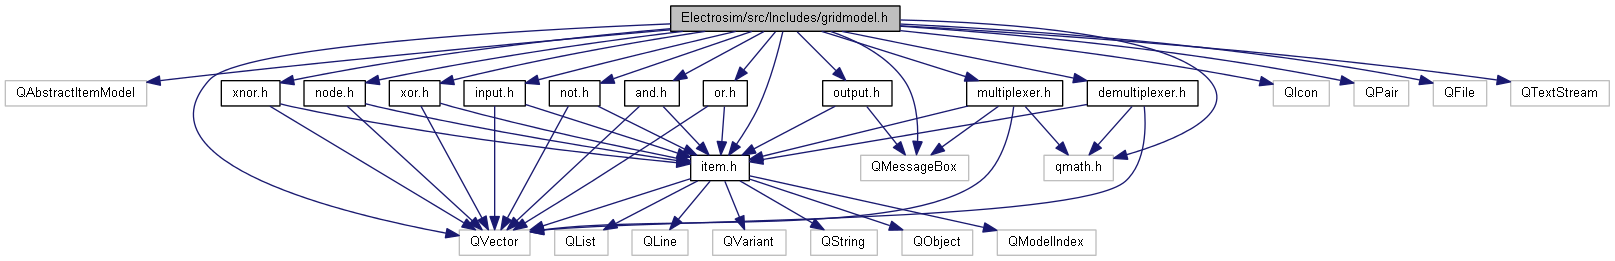 Electrosim/src/Includes/gridmodel.h
QAbstractItemModel
xnor.h
node.h
xor.h
input.h
not.h
and.h
or.h
output.h
multiplexer.h
demultiplexer.h
QIcon
QPair
QFile
QTextStream
item.h
QMessageBox
qmath.h
QVector
QList
QLine
QVariant
QString
QObject
QModelIndex